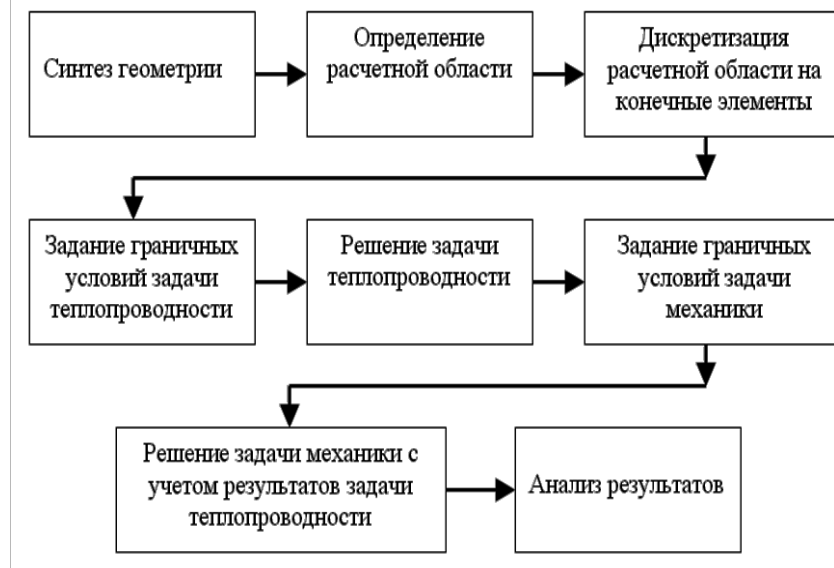 Синтез геометрии
Определение
расчетной области
Дискретизация
расчетной области на
конечные элементы
Задание граничных
условий задачи
теплопроводности
Решение задачи
теплопроводности
Задание граничных
условий задачи
механики
Решение задачи механики с
учетом результатов задачи
теплопроводности
Анализ результатов